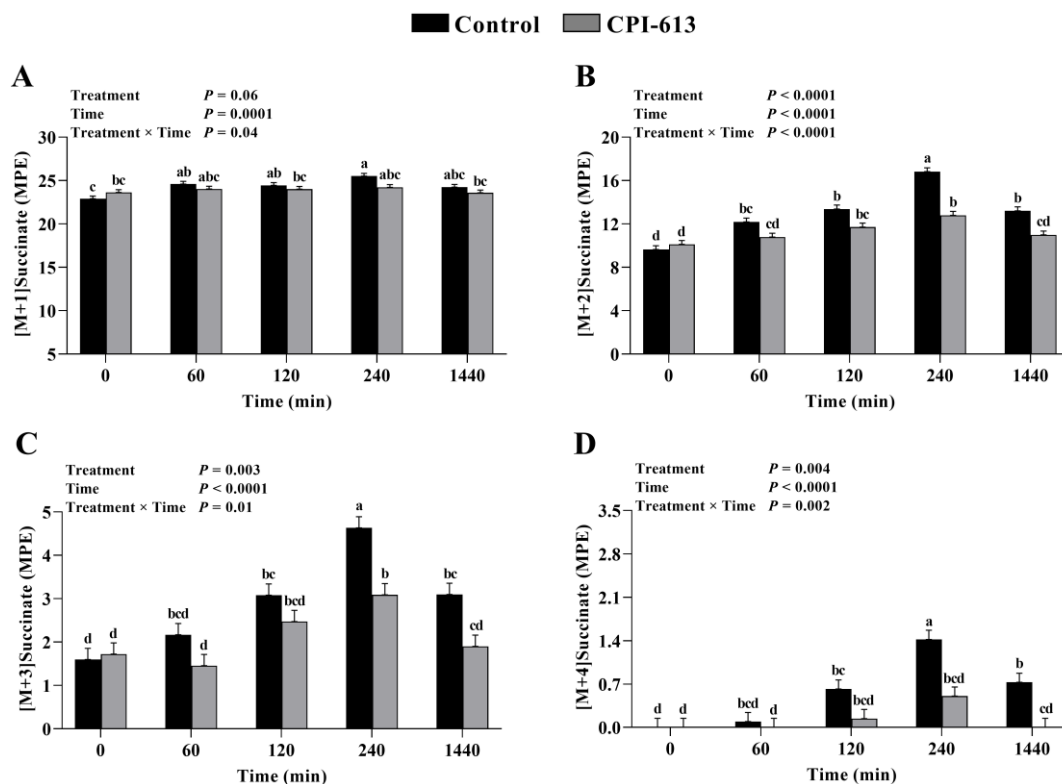 Control CPI-613
A
Treatment P = 0.06
Time P = 0.0001
Treatment × Time P = 0.04
30
25
20
15
10
5
[M+1]Succinate (MPE)
c bc ab abc ab bc a abc abc bc
0 60 120 240 1440
Time (min)
B
Treatment P < 0.0001
Time P < 0.0001
Treatment × Time P < 0.0001
20
16
12
8
4
0
[M+2]Succinate (MPE)
d d bc cd b bc a b b cd
0 60 120 240 1440
Time (min)
C
Treatment P = 0.003
Time P < 0.0001
Treatment × Time P = 0.01
5
4
3
2
1
0
[M+3]Succinate (MPE)
d d bcd d bc bcd a b bc cd
0 60 120 240 1440
Time (min)
D
Treatment P = 0.004
Time P < 0.0001
Treatment × Time P = 0.002
3.5
2.8
2.1
1.4
0.7
0.0
[M+4]Succinate (MPE)
d d bcd d bc bcd a bcd b cd
0 60 120 240 1440
Time (min)